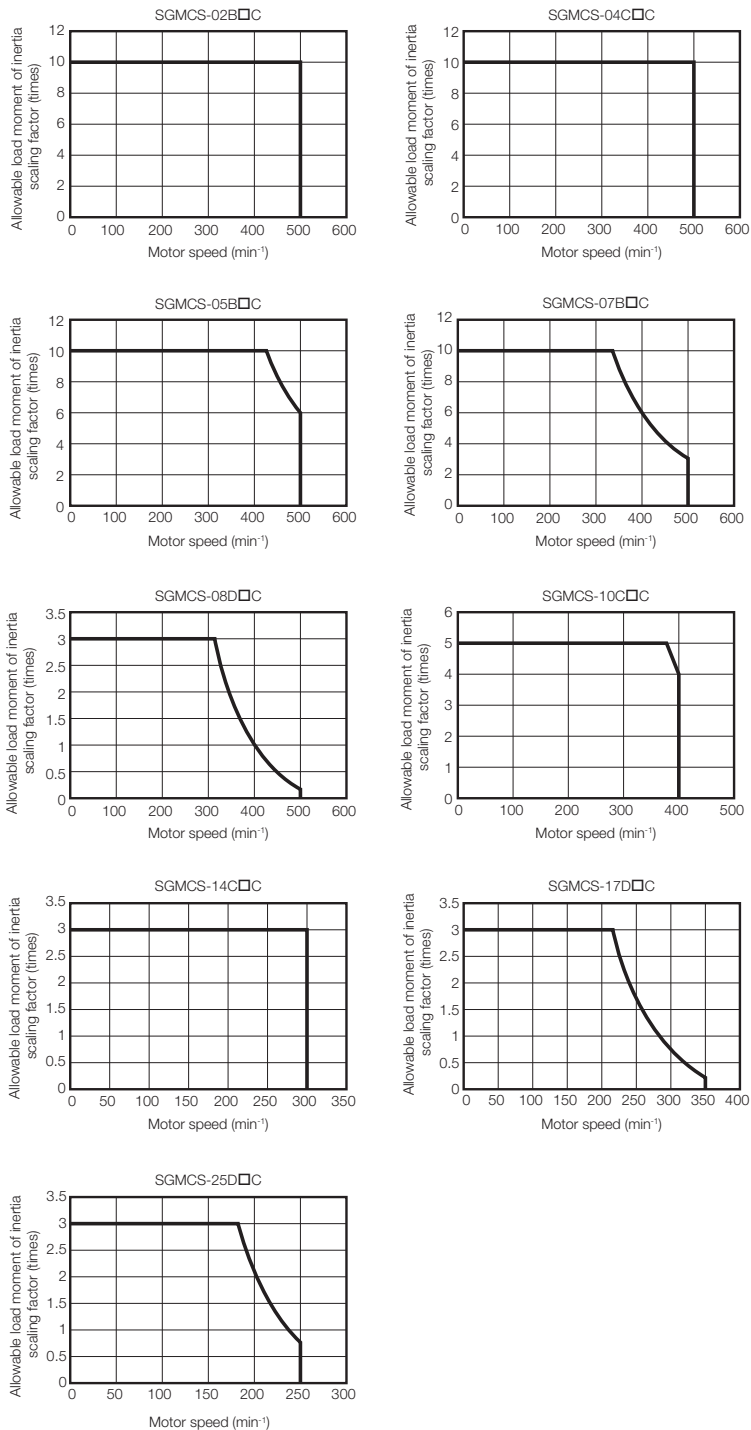 SGMCS-02B□C
Allowable load moment of inertia
scaling factor (times)
12
10
8
6
4
2
0
0 100 200 300 400 500 600
Motor speed (min⁻¹)
SGMCS-04C□C
Allowable load moment of inertia
scaling factor (times)
12
10
8
6
4
2
0
0 100 200 300 400 500 600
Motor speed (min⁻¹)
SGMCS-05B□C
Allowable load moment of inertia
scaling factor (times)
12
10
8
6
4
2
0
0 100 200 300 400 500 600
Motor speed (min⁻¹)
SGMCS-07B□C
Allowable load moment of inertia
scaling factor (times)
12
10
8
6
4
2
0
0 100 200 300 400 500 600
Motor speed (min⁻¹)
SGMCS-08D□C
Allowable load moment of inertia
scaling factor (times)
3.5
3
2.5
2
1.5
1
0.5
0
0 100 200 300 400 500 600
Motor speed (min⁻¹)
SGMCS-10C□C
Allowable load moment of inertia
scaling factor (times)
6
5
4
3
2
1
0
0 100 200 300 400 500
Motor speed (min⁻¹)
SGMCS-14C□C
Allowable load moment of inertia
scaling factor (times)
3.5
3
2.5
2
1.5
1
0.5
0
0 50 100 150 200 250 300 350
Motor speed (min⁻¹)
SGMCS-17D□C
Allowable load moment of inertia
scaling factor (times)
3.5
3
2.5
2
1.5
1
0.5
0
0 50 100 150 200 250 300 350 400
Motor speed (min⁻¹)
SGMCS-25D□C
Allowable load moment of inertia
scaling factor (times)
3.5
3
2.5
2
1.5
1
0.5
0
0 50 100 150 200 250 300
Motor speed (min⁻¹)